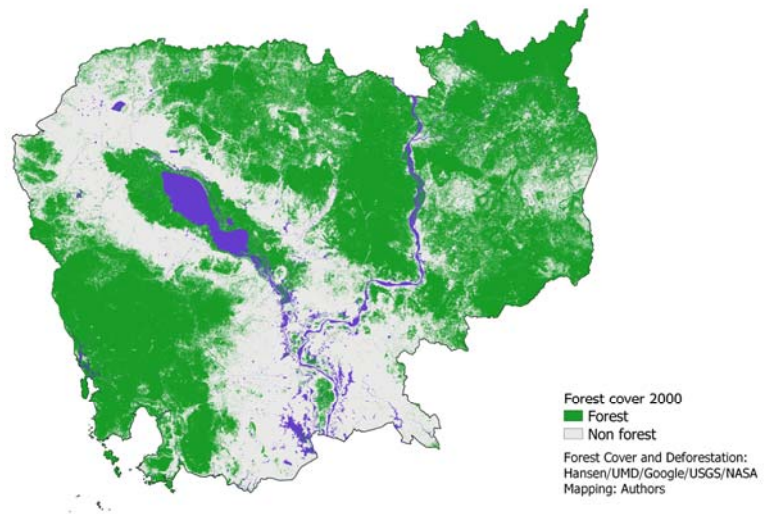 Forest cover 2000
Forest
Non forest
Forest Cover and Deforestation:
Hansen/UMD/Google/USGS/NASA
Mapping: Authors